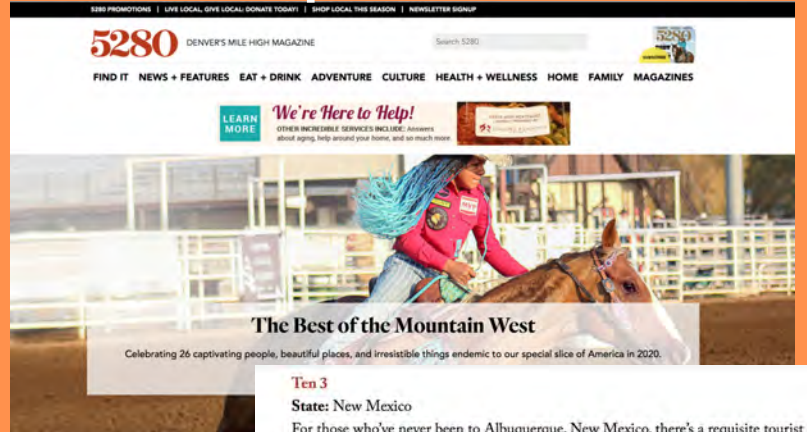 5280 PROMOTIONS | LIVE LOCAL, GIVE LOCAL: DONATE TODAY! | SHOP LOCAL THIS SEASON | NEWSLETTER SIGNUP
5280 DENVER'S MILE HIGH MAGAZINE Search 5280 5280
FIND IT NEWS + FEATURES EAT + DRINK ADVENTURE CULTURE HEALTH + WELLNESS HOME FAMILY MAGAZINES
LEARN MORE
We're Here to Help!
OTHER INCREDIBLE SERVICES INCLUDE: Answers
about aging, help around your home, and so much more
The Best of the Mountain West
Celebrating 26 captivating people, beautiful places, and irresistible things endemic to our special slice of America in 2020.
Ten 3
State: New Mexico
For those who've never been to Albuquerque, New Mexico, there's a requisite tourist